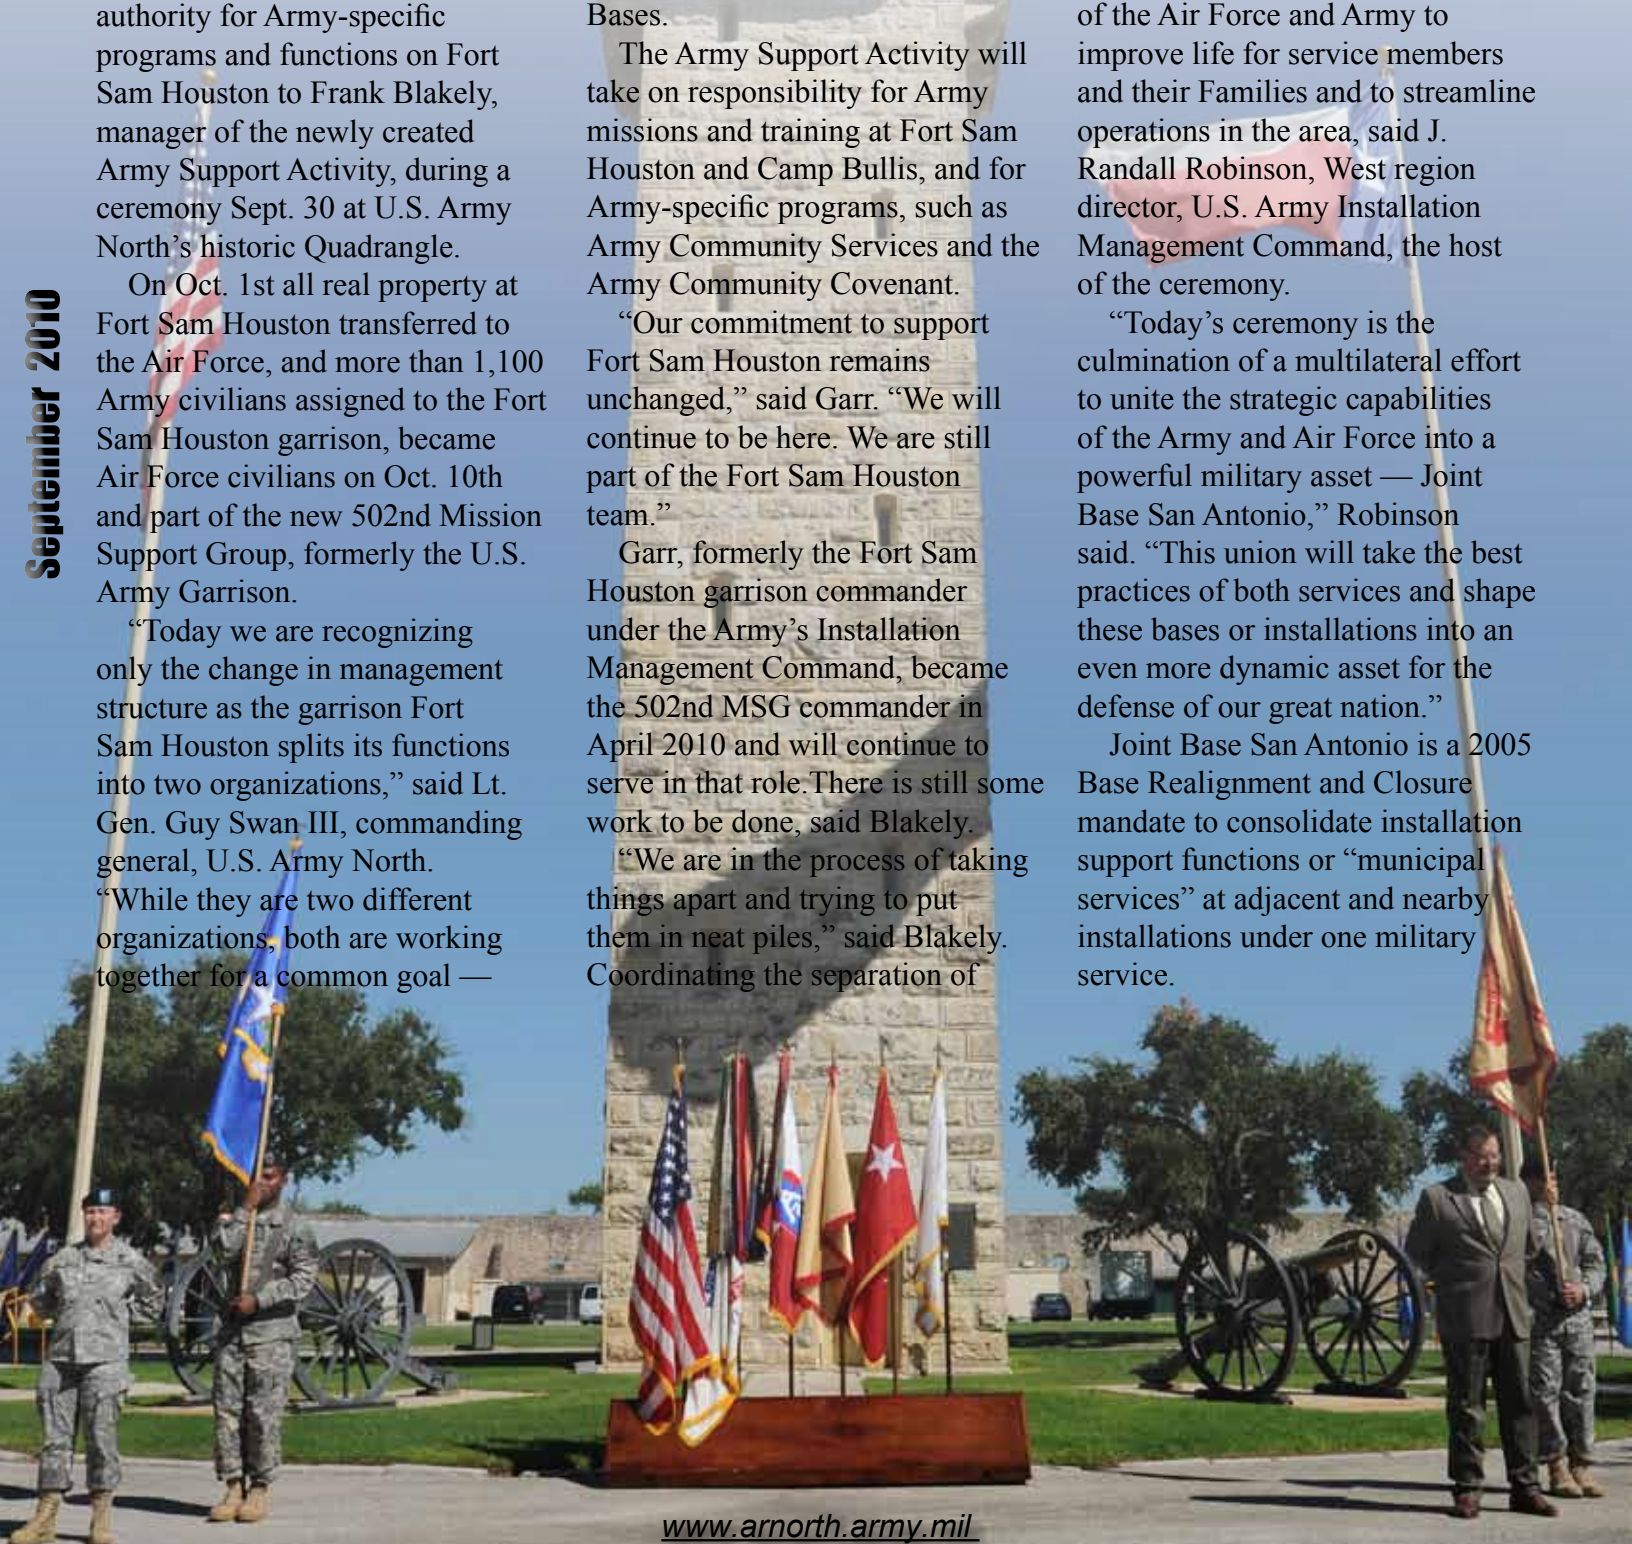 authority for Army-specific
programs and functions on Fort
Sam Houston to Frank Blakely,
manager of the newly created
Army Support Activity, during a
ceremony Sept. 30 at U.S. Army
North’s historic Quadrangle.
On Oct. 1st all real property at
Fort Sam Houston transferred to
the Air Force, and more than 1,100
Army civilians assigned to the Fort
Sam Houston garrison, became
Air Force civilians on Oct. 10th
and part of the new 502nd Mission
Support Group, formerly the U.S.
Army Garrison.
“Today we are recognizing
only the change in management
structure as the garrison Fort
Sam Houston splits its functions
into two organizations,” said Lt.
Gen. Guy Swan III, commanding
general, U.S. Army North.
“While they are two different
organizations, both are working
together for a common goal —
Bases.
The Army Support Activity will
take on responsibility for Army
missions and training at Fort Sam
Houston and Camp Bullis, and for
Army-specific programs, such as
Army Community Services and the
Army Community Covenant.
“Our commitment to support
Fort Sam Houston remains
unchanged,” said Garr. “We will
continue to be here. We are still
part of the Fort Sam Houston
team.”
Garr, formerly the Fort Sam
Houston garrison commander
under the Army’s Installation
Management Command, became
the 502nd MSG commander in
April 2010 and will continue to
serve in that role.There is still some
work to be done, said Blakely.
“We are in the process of taking
things apart and trying to put
them in neat piles,” said Blakely.
Coordinating the separation of
of the Air Force and Army to
improve life for service members
and their Families and to streamline
operations in the area, said J.
Randall Robinson, West region
director, U.S. Army Installation
Management Command, the host
of the ceremony.
“Today’s ceremony is the
culmination of a multilateral effort
to unite the strategic capabilities
of the Army and Air Force into a
powerful military asset — Joint
Base San Antonio,” Robinson
said. “This union will take the best
practices of both services and shape
these bases or installations into an
even more dynamic asset for the
defense of our great nation.”
Joint Base San Antonio is a 2005
Base Realignment and Closure
mandate to consolidate installation
support functions or “municipal
services” at adjacent and nearby
installations under one military
service.
September 2010
www.arnorth.army.mil